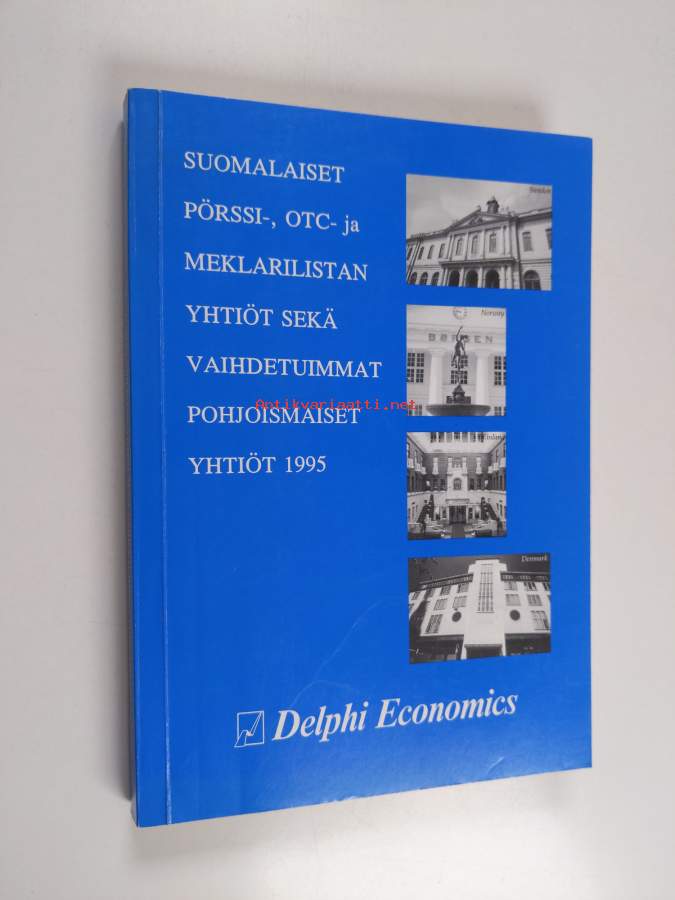 SUOMALAISET
PÖRSSI-, OTC- ja
MEKLARILISTAN
YHTIÖT SEKÄ
VAIHDETUIMMAT
POHJOISMAISET
YHTIÖT 1995
Antikvariaatti.net
Sweden
Norway
BØRSEN
Finland
Denmark
Delphi Economics